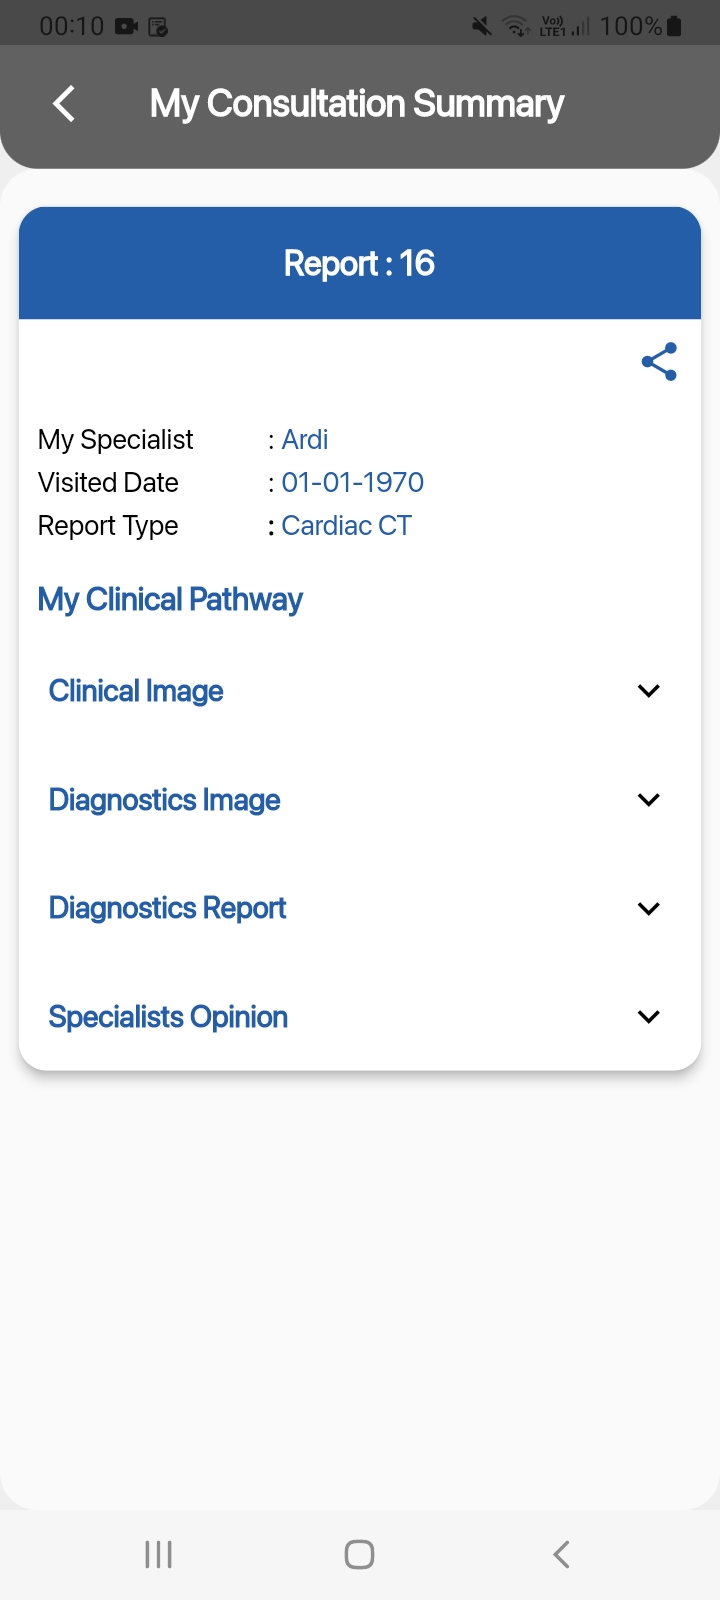 00:10 Vo)) LTE1 100%
My Consultation Summary
Report : 16
My Specialist : Ardi
Visited Date : 01-01-1970
Report Type : Cardiac CT
My Clinical Pathway
Clinical Image
Diagnostics Image
Diagnostics Report
Specialists Opinion